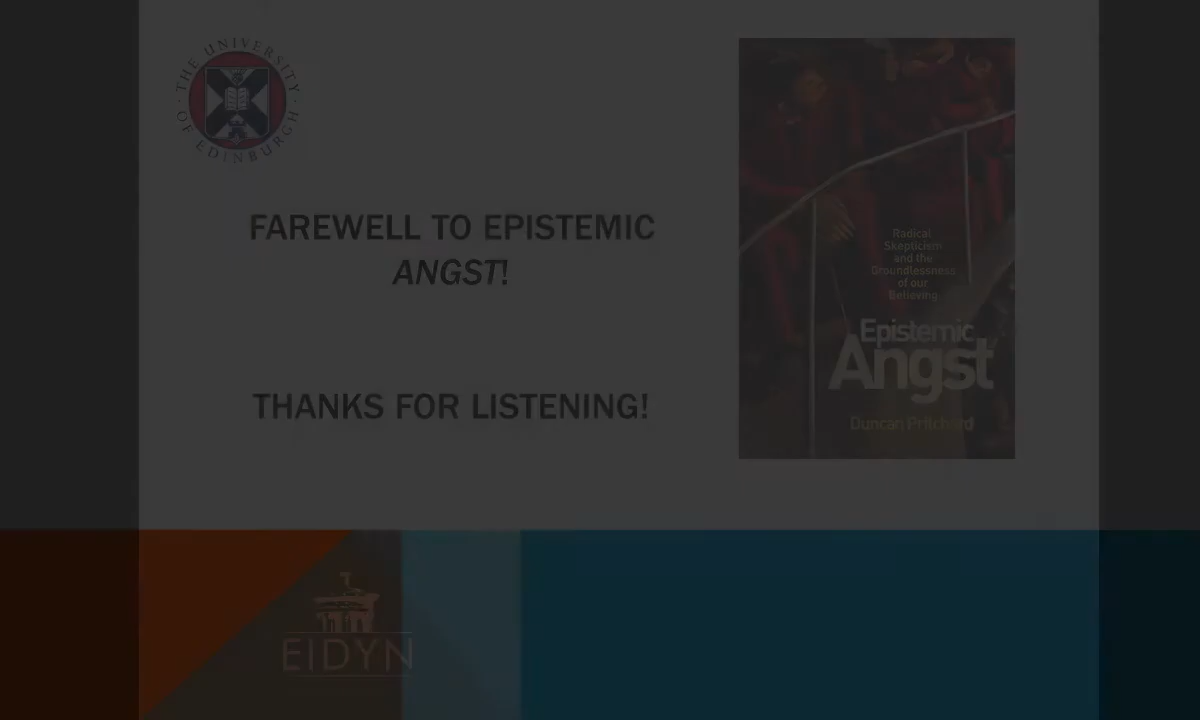 THE UNIVERSITY OF EDINBURGH
FAREWELL TO EPISTEMIC
ANGST!
THANKS FOR LISTENING!
Radical
Skepticism
and the
Groundlessness
of our
Believing
Epistemic
Angst
Duncan Pritchard
EIDYN